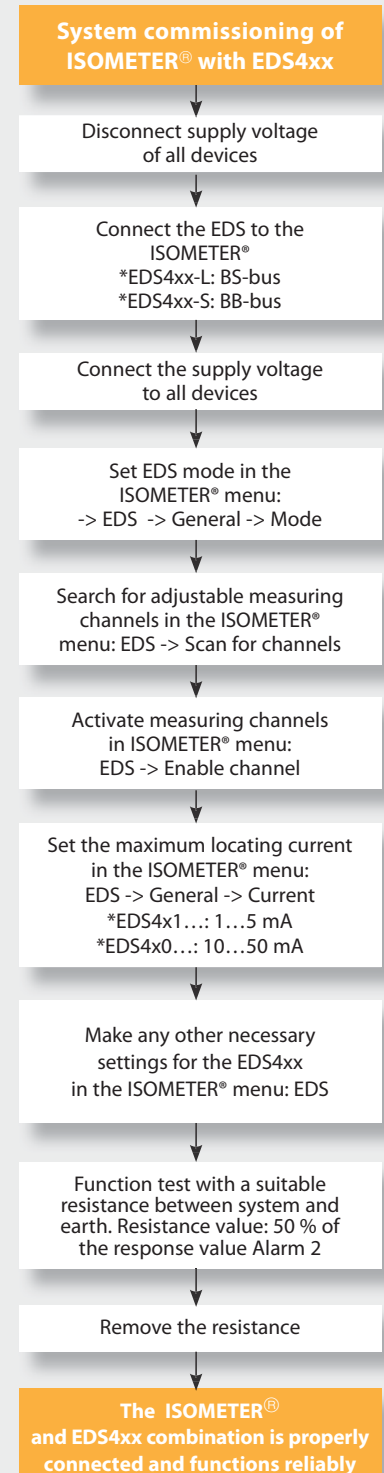 System commissioning of
ISOMETER® with EDS4xx
Disconnect supply voltage
of all devices
Connect the EDS to the
ISOMETER®
*EDS4xx-L: BS-bus
*EDS4xx-S: BB-bus
Connect the supply voltage
to all devices
Set EDS mode in the
ISOMETER® menu:
-> EDS -> General -> Mode
Search for adjustable measuring
channels in the ISOMETER®
menu: EDS -> Scan for channels
Activate measuring channels
in ISOMETER® menu:
EDS -> Enable channel
Set the maximum locating current
in the ISOMETER® menu:
EDS -> General -> Current
*EDS4x1…: 1…5 mA
*EDS4x0…: 10…50 mA
Make any other necessary
settings for the EDS4xx
in the ISOMETER® menu: EDS
Function test with a suitable
resistance between system and
earth. Resistance value: 50 % of
the response value Alarm 2
Remove the resistance
The ISOMETER®
and EDS4xx combination is properly
connected and functions reliably